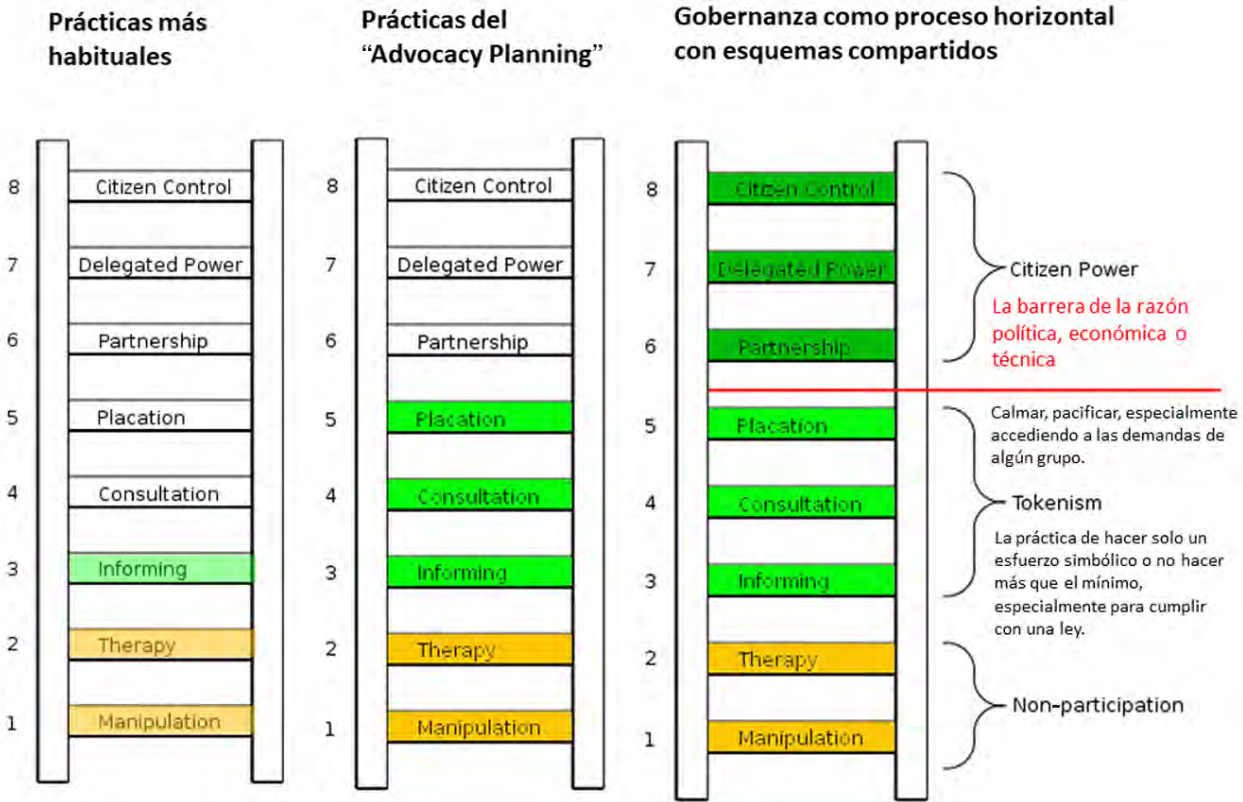 Prácticas más
habituales
Prácticas del
“Advocacy Planning”
Gobernanza como proceso horizontal
con esquemas compartidos
8 Citizen Control
7 Delegated Power
6 Partnership
5 Placation
4 Consultation
3 Informing
2 Therapy
1 Manipulation
8 Citizen Control
7 Delegated Power
6 Partnership
5 Placation
4 Consultation
3 Informing
2 Therapy
1 Manipulation
8 Citizen Control
7 Delegated Power
6 Partnership
5 Placation
4 Consultation
3 Informing
2 Therapy
1 Manipulation
Citizen Power
La barrera de la razón
política, económica o
técnica
Calmar, pacificar, especialmente
accediendo a las demandas de
algún grupo.
Tokenism
La práctica de hacer solo un
esfuerzo simbólico o no hacer
más que el mínimo,
especialmente para cumplir
con una ley.
Non-participation